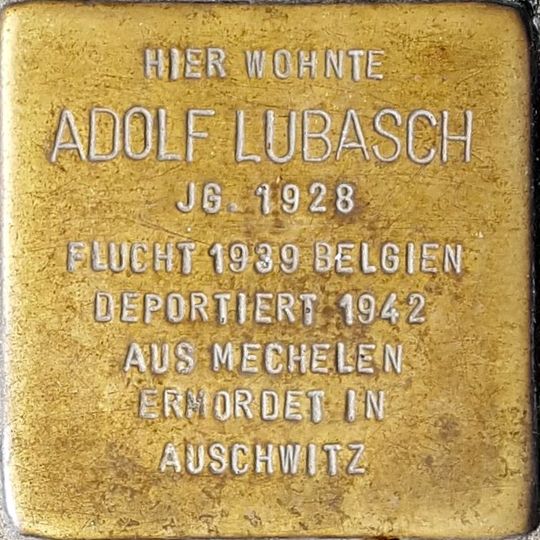 HIER WOHNTE
ADOLF LUBASCH
JG. 1928
FLUCHT 1939 BELGIEN
DEPORTIERT 1942
AUS MECHELEN
ERMORDET IN
AUSCHWITZ